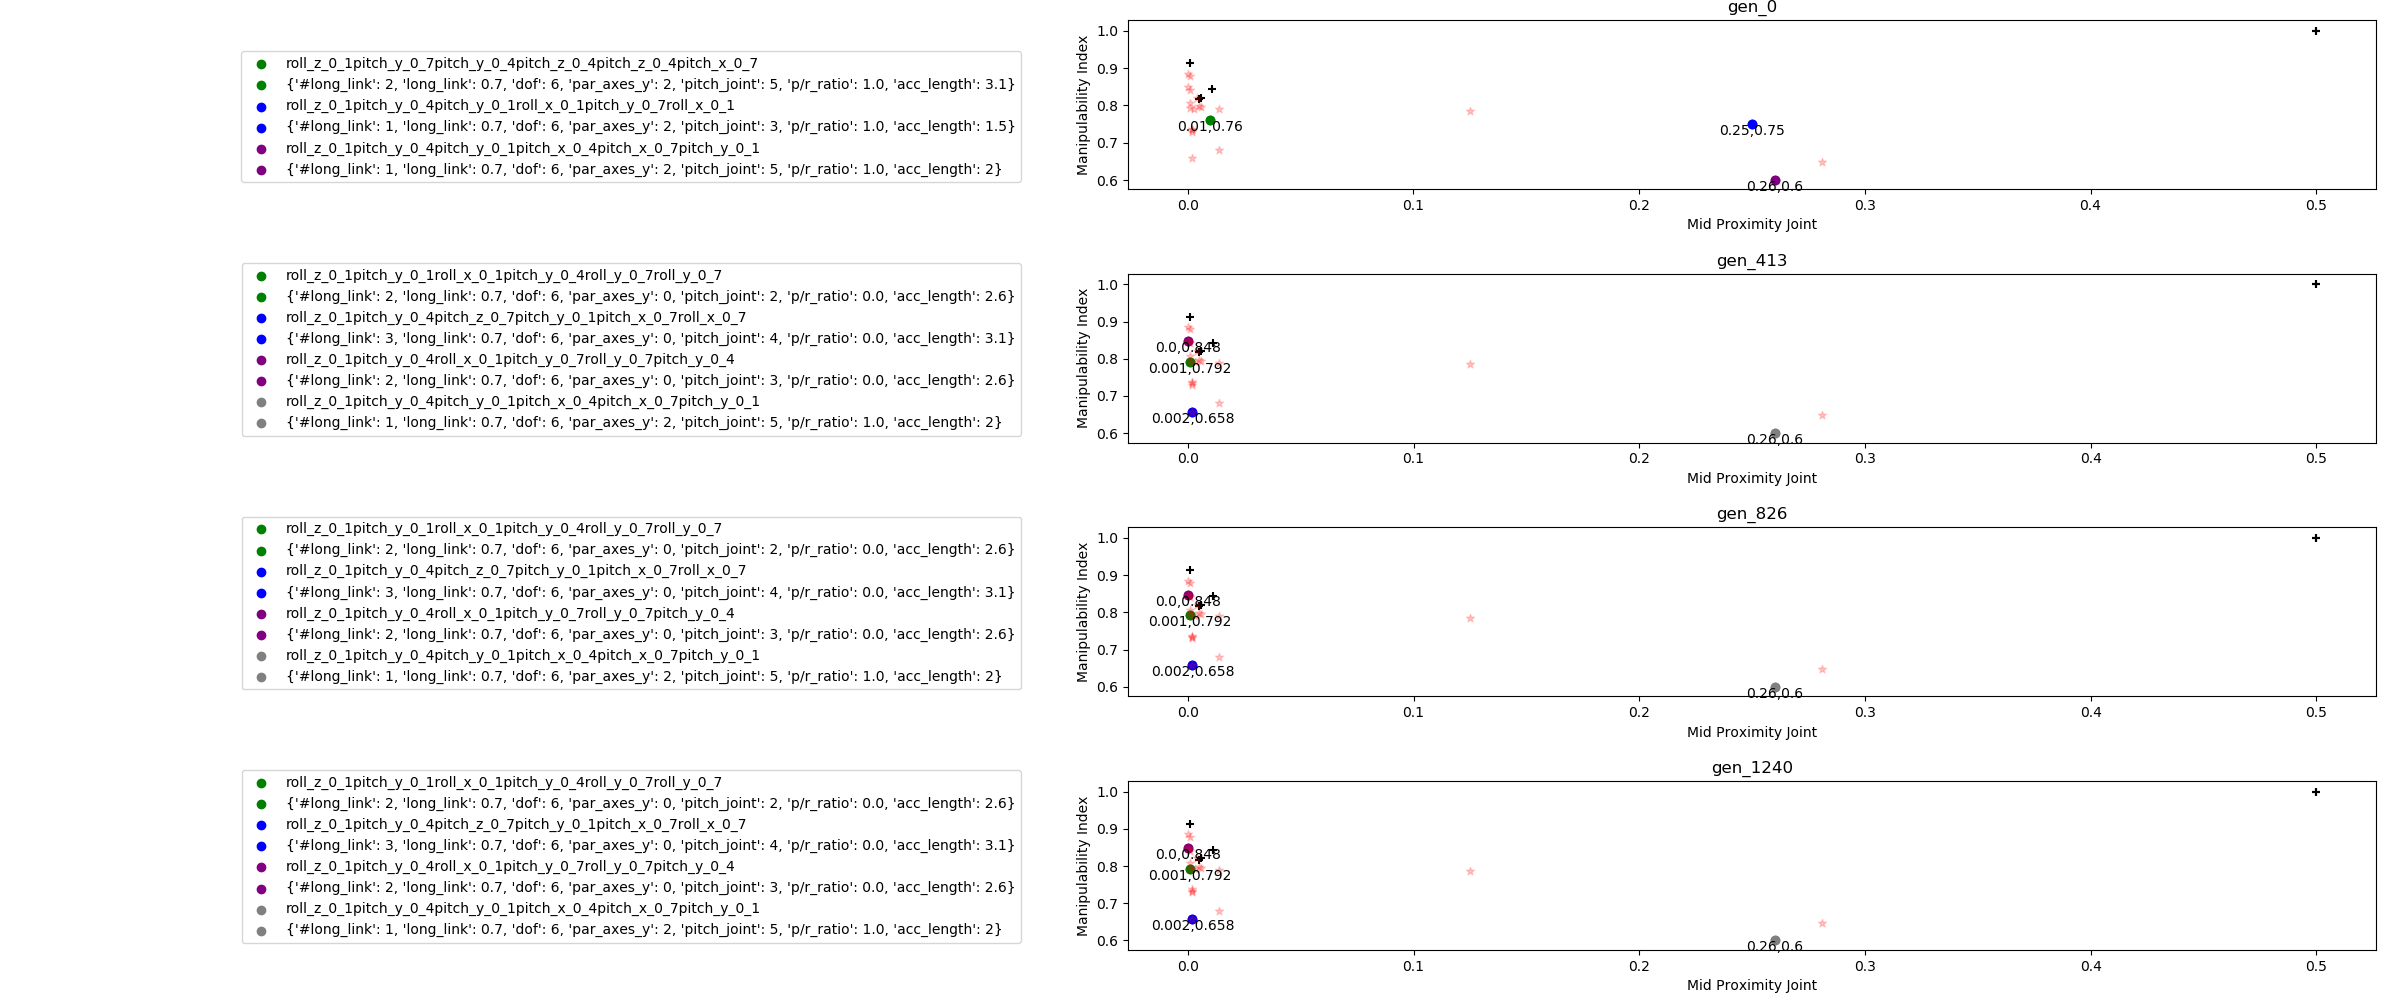 roll_z_0_1pitch_y_0_7pitch_y_0_4pitch_z_0_4pitch_z_0_4pitch_x_0_7
{'#long_link': 2, 'long_link': 0.7, 'dof': 6, 'par_axes_y': 2, 'pitch_joint': 5, 'p/r_ratio': 1.0, 'acc_length': 3.1}
roll_z_0_1pitch_y_0_4pitch_y_0_1roll_x_0_1pitch_y_0_7roll_x_0_1
{'#long_link': 1, 'long_link': 0.7, 'dof': 6, 'par_axes_y': 2, 'pitch_joint': 3, 'p/r_ratio': 1.0, 'acc_length': 1.5}
roll_z_0_1pitch_y_0_4pitch_y_0_1pitch_x_0_4pitch_x_0_7pitch_y_0_1
{'#long_link': 1, 'long_link': 0.7, 'dof': 6, 'par_axes_y': 2, 'pitch_joint': 5, 'p/r_ratio': 1.0, 'acc_length': 2}
gen_0
Manipulability Index
1.0
0.9
0.8
0.7
0.6
0.01,0.76
0.25,0.75
0.26,0.6
0.0 0.1 0.2 0.3 0.4 0.5
Mid Proximity Joint
roll_z_0_1pitch_y_0_1roll_x_0_1pitch_y_0_4roll_y_0_7roll_y_0_7
{'#long_link': 2, 'long_link': 0.7, 'dof': 6, 'par_axes_y': 0, 'pitch_joint': 2, 'p/r_ratio': 0.0, 'acc_length': 2.6}
roll_z_0_1pitch_y_0_4pitch_z_0_7pitch_y_0_1pitch_x_0_7roll_x_0_7
{'#long_link': 3, 'long_link': 0.7, 'dof': 6, 'par_axes_y': 0, 'pitch_joint': 4, 'p/r_ratio': 0.0, 'acc_length': 3.1}
roll_z_0_1pitch_y_0_4roll_x_0_1pitch_y_0_7roll_y_0_7pitch_y_0_4
{'#long_link': 2, 'long_link': 0.7, 'dof': 6, 'par_axes_y': 0, 'pitch_joint': 3, 'p/r_ratio': 0.0, 'acc_length': 2.6}
roll_z_0_1pitch_y_0_4pitch_y_0_1pitch_x_0_4pitch_x_0_7pitch_y_0_1
{'#long_link': 1, 'long_link': 0.7, 'dof': 6, 'par_axes_y': 2, 'pitch_joint': 5, 'p/r_ratio': 1.0, 'acc_length': 2}
gen_413
Manipulability Index
1.0
0.9
0.8
0.7
0.6
0.0,0.848
0.001,0.792
0.002,0.658
0.26,0.6
0.0 0.1 0.2 0.3 0.4 0.5
Mid Proximity Joint
roll_z_0_1pitch_y_0_1roll_x_0_1pitch_y_0_4roll_y_0_7roll_y_0_7
{'#long_link': 2, 'long_link': 0.7, 'dof': 6, 'par_axes_y': 0, 'pitch_joint': 2, 'p/r_ratio': 0.0, 'acc_length': 2.6}
roll_z_0_1pitch_y_0_4pitch_z_0_7pitch_y_0_1pitch_x_0_7roll_x_0_7
{'#long_link': 3, 'long_link': 0.7, 'dof': 6, 'par_axes_y': 0, 'pitch_joint': 4, 'p/r_ratio': 0.0, 'acc_length': 3.1}
roll_z_0_1pitch_y_0_4roll_x_0_1pitch_y_0_7roll_y_0_7pitch_y_0_4
{'#long_link': 2, 'long_link': 0.7, 'dof': 6, 'par_axes_y': 0, 'pitch_joint': 3, 'p/r_ratio': 0.0, 'acc_length': 2.6}
roll_z_0_1pitch_y_0_4pitch_y_0_1pitch_x_0_4pitch_x_0_7pitch_y_0_1
{'#long_link': 1, 'long_link': 0.7, 'dof': 6, 'par_axes_y': 2, 'pitch_joint': 5, 'p/r_ratio': 1.0, 'acc_length': 2}
gen_826
Manipulability Index
1.0
0.9
0.8
0.7
0.6
0.0,0.848
0.001,0.792
0.002,0.658
0.26,0.6
0.0 0.1 0.2 0.3 0.4 0.5
Mid Proximity Joint
roll_z_0_1pitch_y_0_1roll_x_0_1pitch_y_0_4roll_y_0_7roll_y_0_7
{'#long_link': 2, 'long_link': 0.7, 'dof': 6, 'par_axes_y': 0, 'pitch_joint': 2, 'p/r_ratio': 0.0, 'acc_length': 2.6}
roll_z_0_1pitch_y_0_4pitch_z_0_7pitch_y_0_1pitch_x_0_7roll_x_0_7
{'#long_link': 3, 'long_link': 0.7, 'dof': 6, 'par_axes_y': 0, 'pitch_joint': 4, 'p/r_ratio': 0.0, 'acc_length': 3.1}
roll_z_0_1pitch_y_0_4roll_x_0_1pitch_y_0_7roll_y_0_7pitch_y_0_4
{'#long_link': 2, 'long_link': 0.7, 'dof': 6, 'par_axes_y': 0, 'pitch_joint': 3, 'p/r_ratio': 0.0, 'acc_length': 2.6}
roll_z_0_1pitch_y_0_4pitch_y_0_1pitch_x_0_4pitch_x_0_7pitch_y_0_1
{'#long_link': 1, 'long_link': 0.7, 'dof': 6, 'par_axes_y': 2, 'pitch_joint': 5, 'p/r_ratio': 1.0, 'acc_length': 2}
gen_1240
Manipulability Index
1.0
0.9
0.8
0.7
0.6
0.0,0.848
0.001,0.792
0.002,0.658
0.26,0.6
0.0 0.1 0.2 0.3 0.4 0.5
Mid Proximity Joint